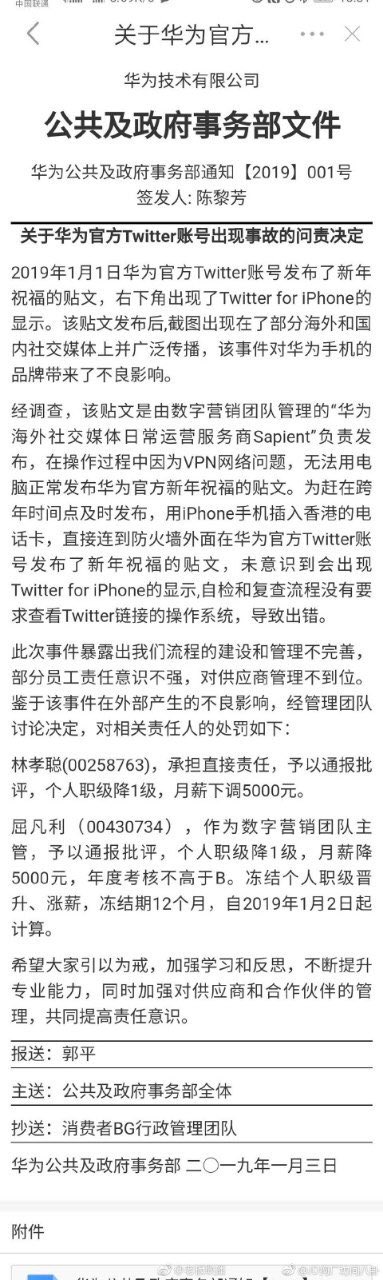 中国联通
关于华为官方...
华为技术有限公司
公共及政府事务部文件
华为公共及政府事务部通知【2019】001号
签发人: 陈黎芳
关于华为官方Twitter账号出现事故的问责决定
2019年1月1日华为官方Twitter账号发布了新年
祝福的贴文，右下角出现了Twitter for iPhone的
显示。该贴文发布后,截图出现在了部分海外和国
内社交媒体上并广泛传播，该事件对华为手机的
品牌带来了不良影响。
经调查，该贴文是由数字营销团队管理的“华为
海外社交媒体日常运营服务商Sapient”负责发
布，在操作过程中因为VPN网络问题，无法用电
脑正常发布华为官方新年祝福的贴文。为赶在跨
年时间点及时发布，用iPhone手机插入香港的电
话卡，直接连到防火墙外面在华为官方Twitter账
号发布了新年祝福的贴文，未意识到会出现
Twitter for iPhone的显示,自检和复查流程没有要
求查看Twitter链接的操作系统，导致出错。
此次事件暴露出我们流程的建设和管理不完善，
部分员工责任意识不强，对供应商管理不到位。
鉴于该事件在外部产生的不良影响，经管理团队
讨论决定，对相关责任人的处罚如下：
林孝聪(00258763)，承担直接责任，予以通报批
评，个人职级降1级，月薪下调5000元。
屈凡利（00430734），作为数字营销团队主
管，予以通报批评，个人职级降1级，月薪降
5000元，年度考核不高于B。冻结个人职级晋
升、涨薪，冻结期12个月，自2019年1月2日起
计算。
希望大家引以为戒，加强学习和反思，不断提升
专业能力，同时加强对供应商和合作伙伴的管
理，共同提高责任意识。
报送：郭平
主送：公共及政府事务部全体
抄送：消费者BG行政管理团队
华为公共及政府事务部 二〇一九年一月三日
附件